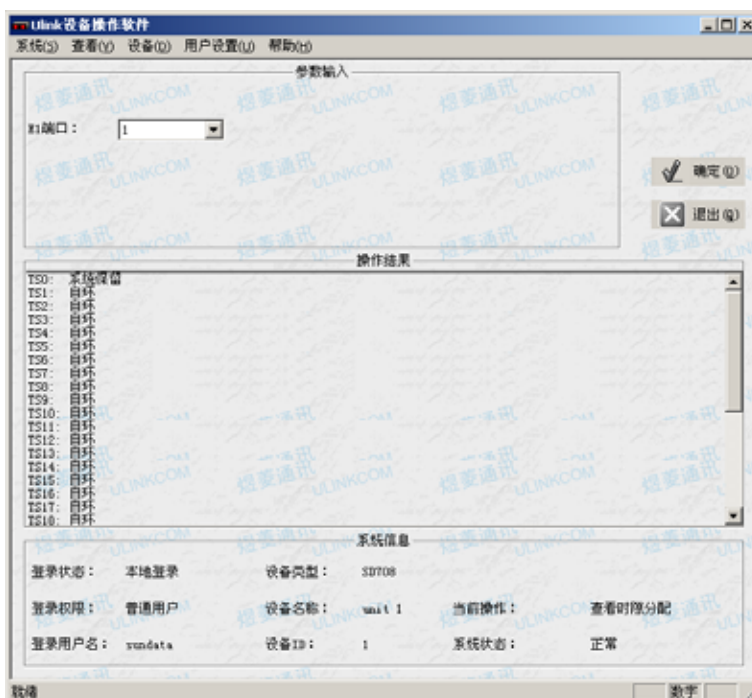 Ulink设备操作软件
系统(S) 查看(V) 设备(D) 用户设置(U) 帮助(H)
参数输入
E1端口： 1
确定(O)
退出(Q)
操作结果
TS0: 系统保留
TS1: 自环
TS2: 自环
TS3: 自环
TS4: 自环
TS5: 自环
TS6: 自环
TS7: 自环
TS8: 自环
TS9: 自环
TS10: 自环
TS11: 自环
TS12: 自环
TS13: 自环
TS14: 自环
TS15: 自环
TS16: 自环
TS17: 自环
TS18: 自环
系统信息
登录状态： 本地登录 设备类型： SD708
登录权限： 普通用户 设备名称： unit 1 当前操作： 查看时隙分配
登录用户名： sundata 设备ID： 1 系统状态： 正常
就绪 数字
煜菱通讯 ULINKCOM